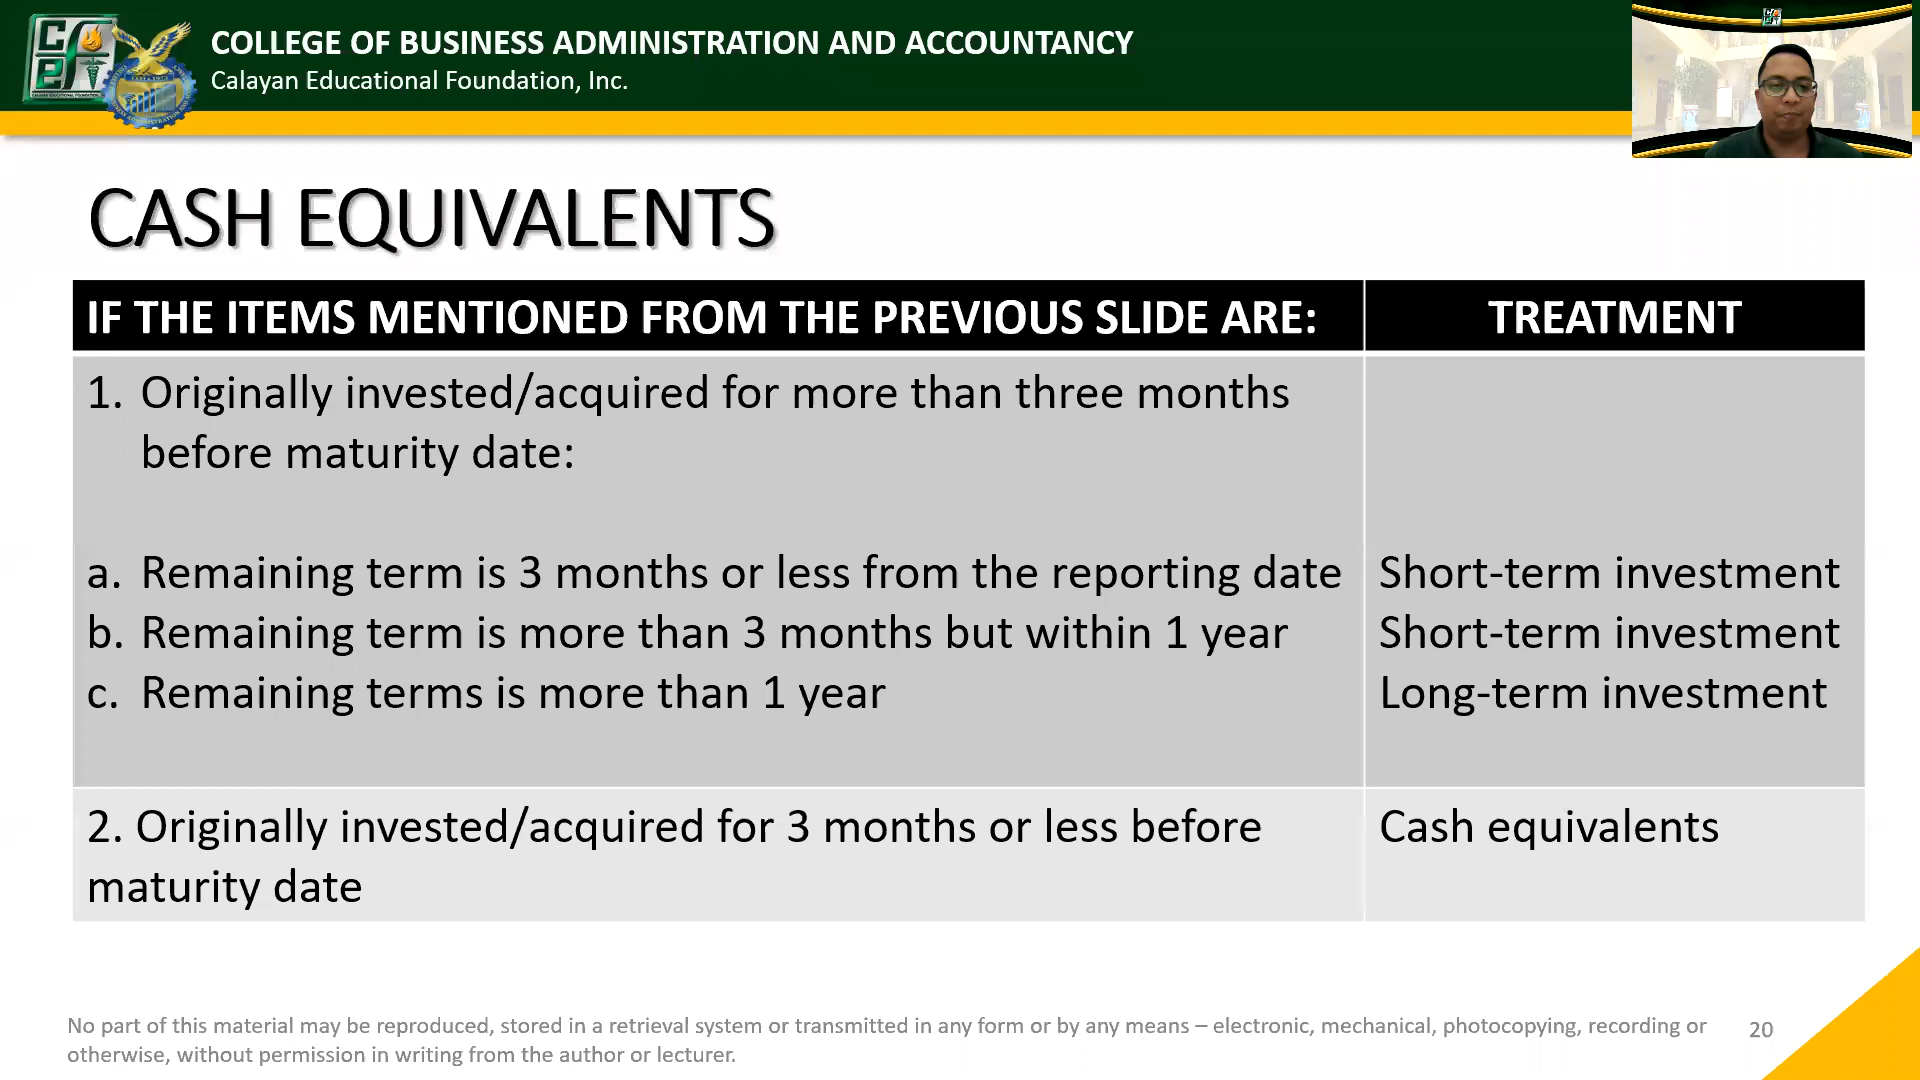 COLLEGE OF BUSINESS ADMINISTRATION AND ACCOUNTANCY
Calayan Educational Foundation, Inc.
CASH EQUIVALENTS
IF THE ITEMS MENTIONED FROM THE PREVIOUS SLIDE ARE:
TREATMENT
1. Originally invested/acquired for more than three months
before maturity date:
a. Remaining term is 3 months or less from the reporting date
Short-term investment
b. Remaining term is more than 3 months but within 1 year
Short-term investment
c. Remaining terms is more than 1 year
Long-term investment
2. Originally invested/acquired for 3 months or less before
maturity date
Cash equivalents
No part of this material may be reproduced, stored in a retrieval system or transmitted in any form or by any means – electronic, mechanical, photocopying, recording or
otherwise, without permission in writing from the author or lecturer.
20